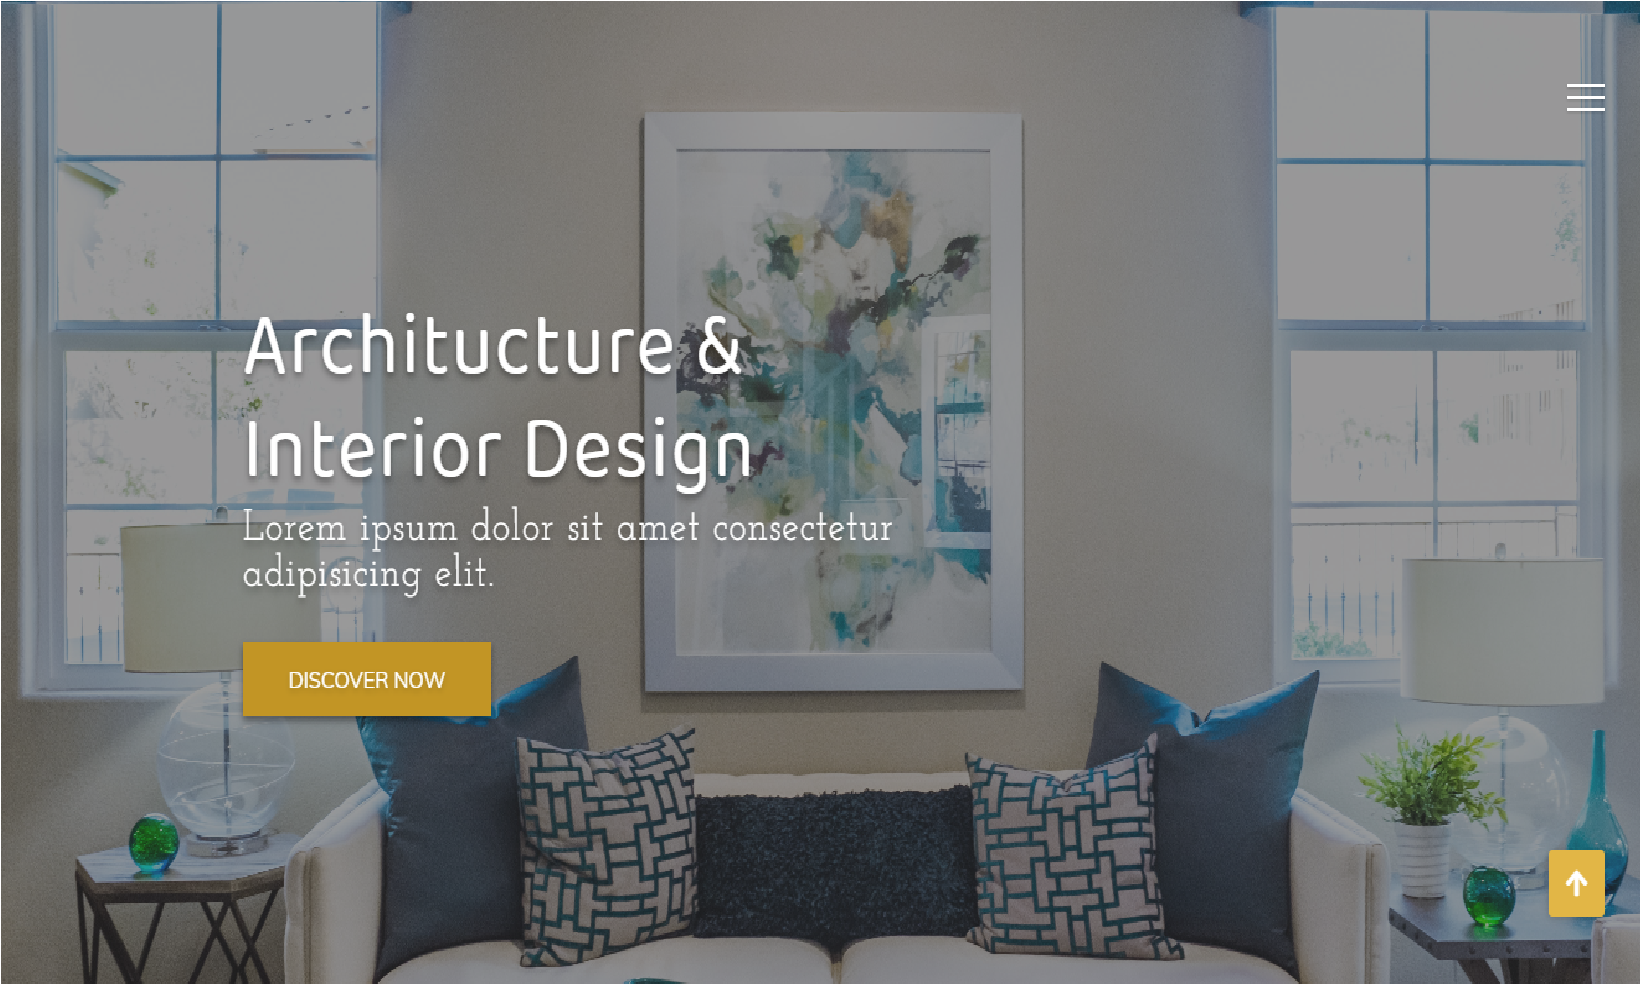 Architucture &
Interior Design
Lorem ipsum dolor sit amet consectetur
adipisicing elit.
DISCOVER NOW